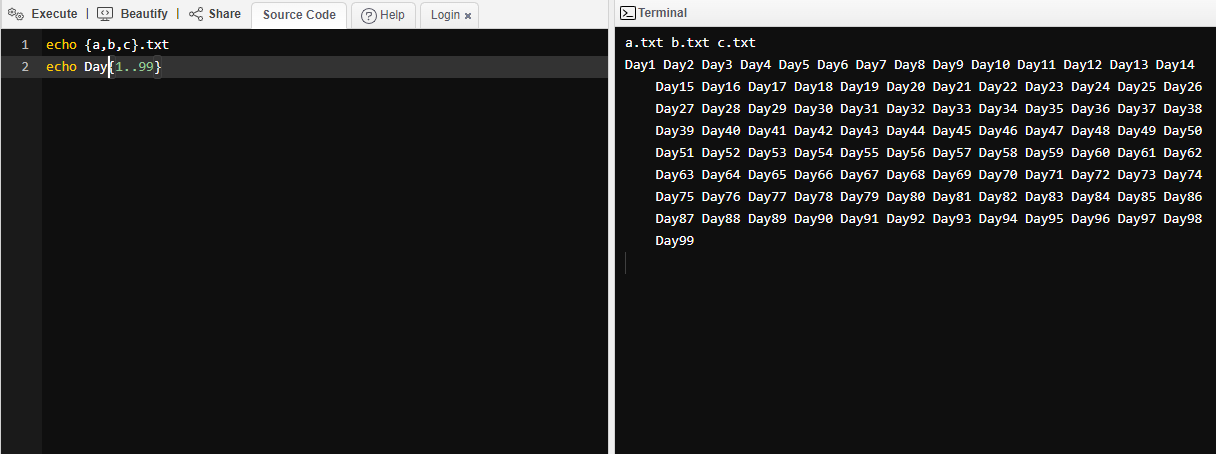 Execute | Beautify | Share Source Code Help Login ×
1 echo {a,b,c}.txt
2 echo Day{1..99}
Terminal
a.txt b.txt c.txt
Day1 Day2 Day3 Day4 Day5 Day6 Day7 Day8 Day9 Day10 Day11 Day12 Day13 Day14
Day15 Day16 Day17 Day18 Day19 Day20 Day21 Day22 Day23 Day24 Day25 Day26
Day27 Day28 Day29 Day30 Day31 Day32 Day33 Day34 Day35 Day36 Day37 Day38
Day39 Day40 Day41 Day42 Day43 Day44 Day45 Day46 Day47 Day48 Day49 Day50
Day51 Day52 Day53 Day54 Day55 Day56 Day57 Day58 Day59 Day60 Day61 Day62
Day63 Day64 Day65 Day66 Day67 Day68 Day69 Day70 Day71 Day72 Day73 Day74
Day75 Day76 Day77 Day78 Day79 Day80 Day81 Day82 Day83 Day84 Day85 Day86
Day87 Day88 Day89 Day90 Day91 Day92 Day93 Day94 Day95 Day96 Day97 Day98
Day99